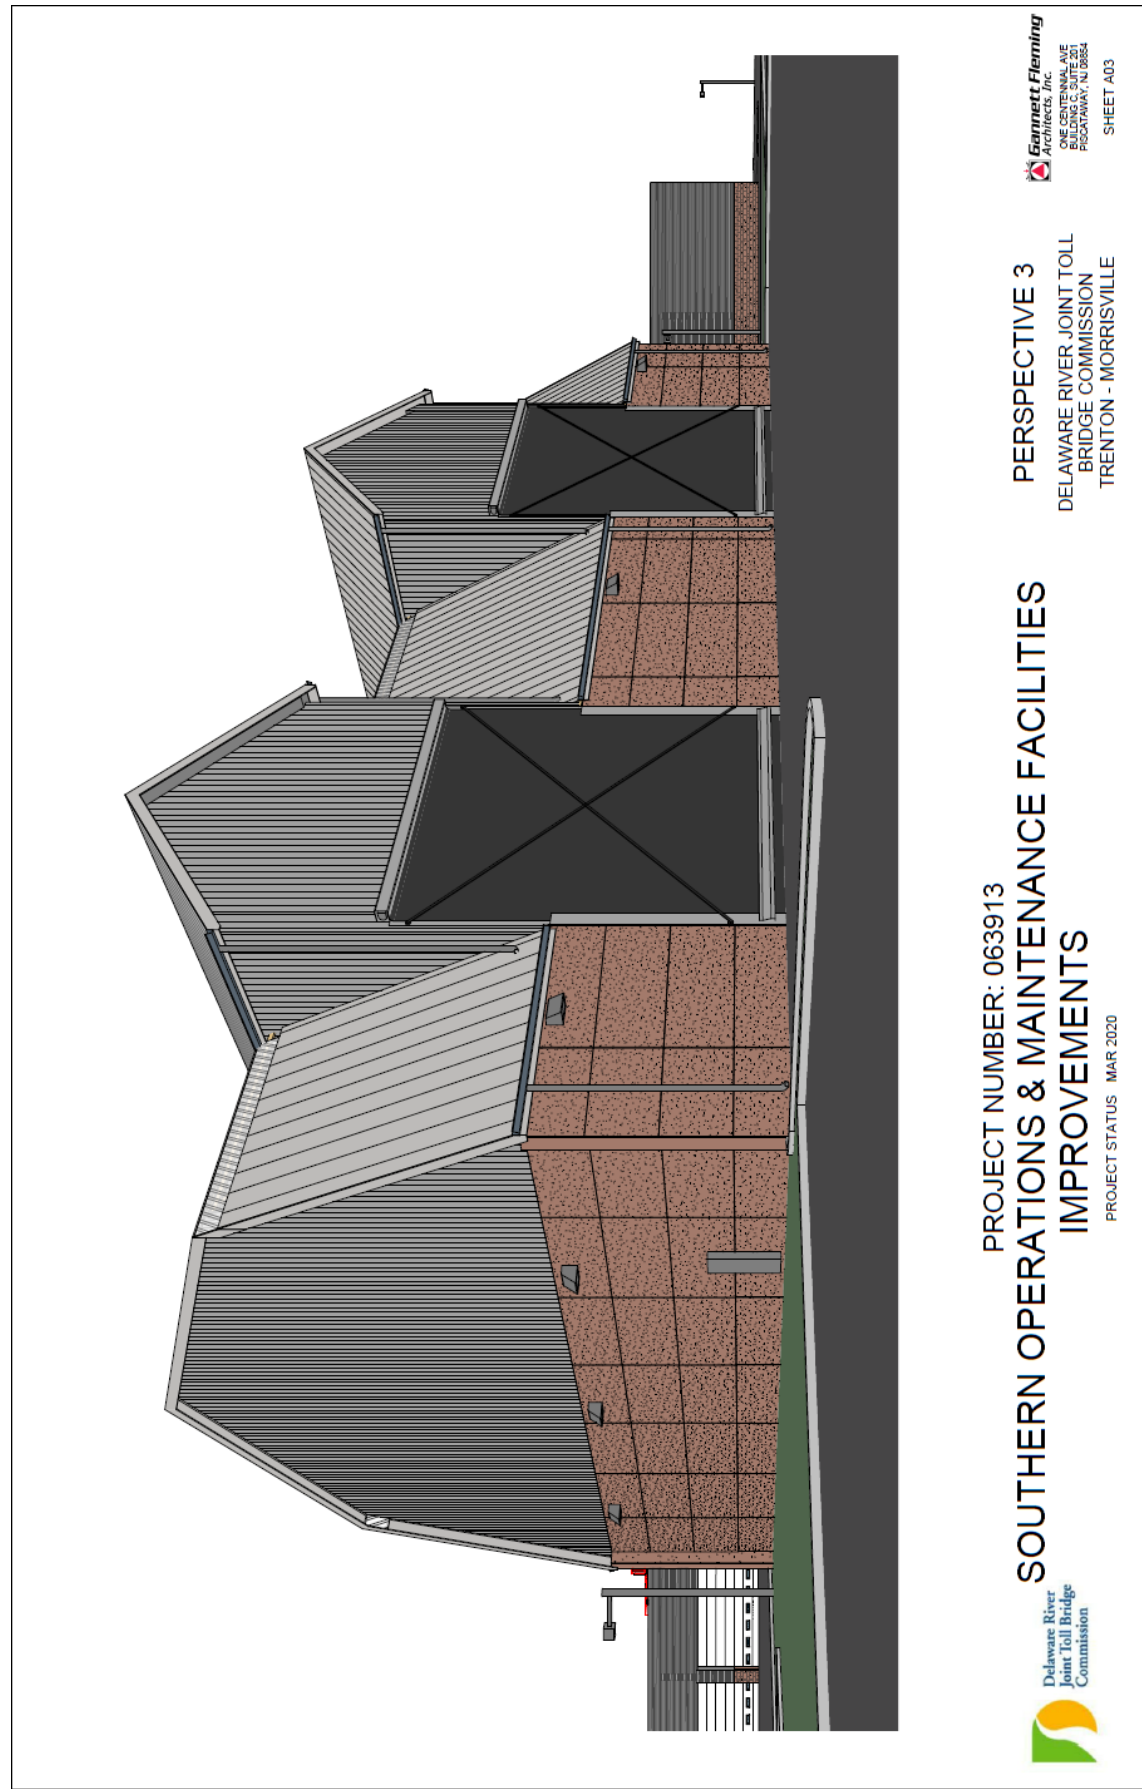 Delaware River
Joint Toll Bridge
Commission
PROJECT NUMBER: 063913
SOUTHERN OPERATIONS & MAINTENANCE FACILITIES
IMPROVEMENTS
PROJECT STATUS MAR 2020
PERSPECTIVE 3
DELAWARE RIVER JOINT TOLL
BRIDGE COMMISSION
TRENTON - MORRISVILLE
Gannett Fleming
Architects, Inc.
ONE CENTENNIAL AVE
BUILDING C, SUITE 201
PISCATAWAY, NJ 08854
SHEET A03